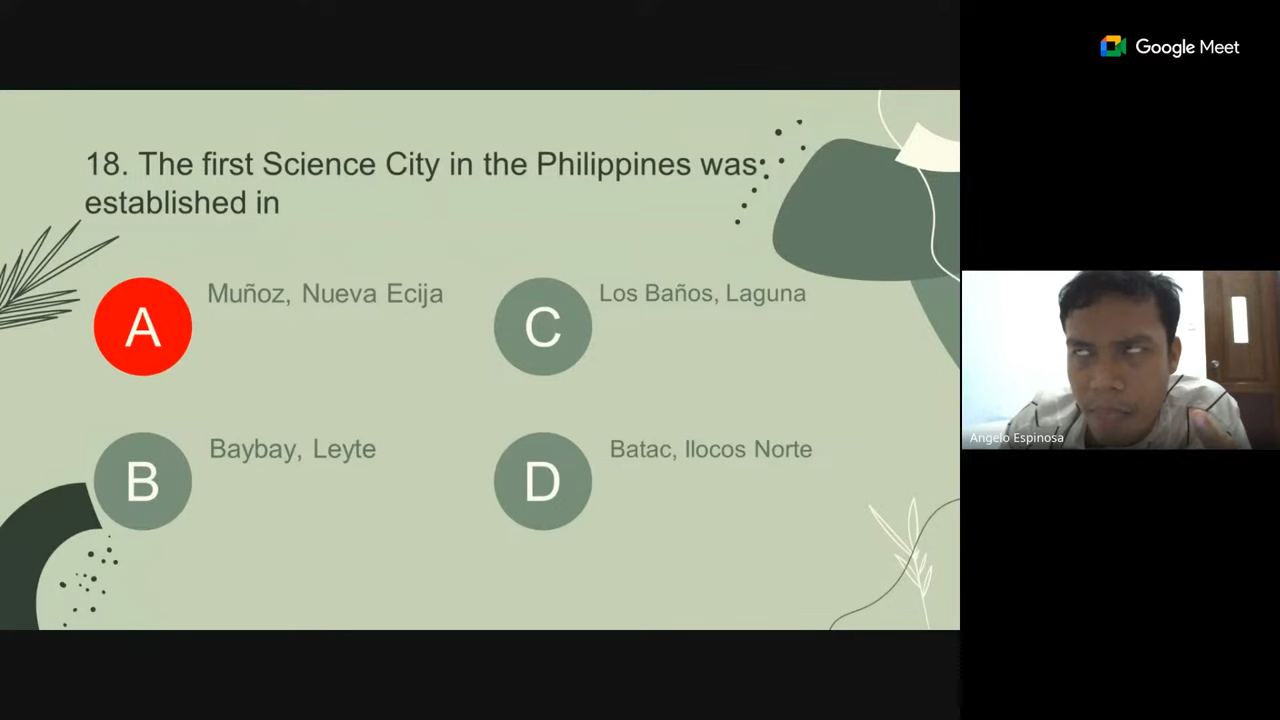 Google Meet
18. The first Science City in the Philippines was
established in
A
Muñoz, Nueva Ecija
C
Los Baños, Laguna
B
Baybay, Leyte
D
Batac, Ilocos Norte
Angelo Espinosa